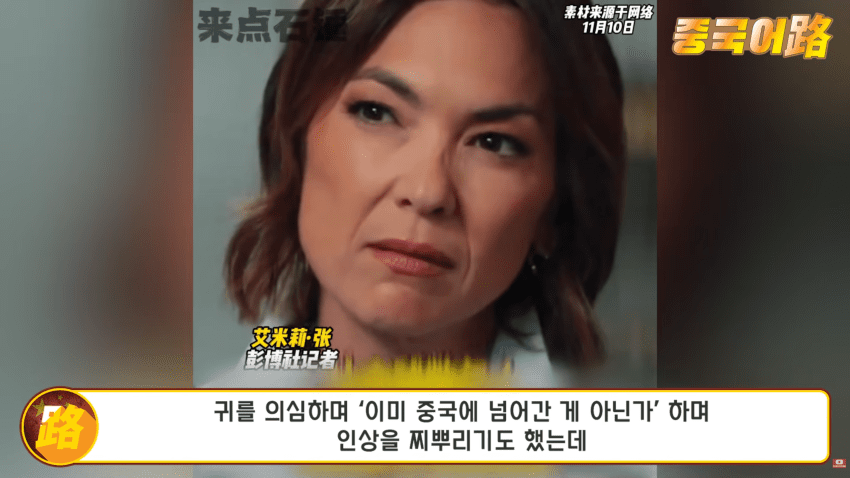 来点石道
素材来源于网络
11月10日
중국어路
艾米莉·张
彭博社记者
路
귀를 의심하며 ‘이미 중국에 넘어간 게 아닌가’ 하며
인상을 찌뿌리기도 했는데